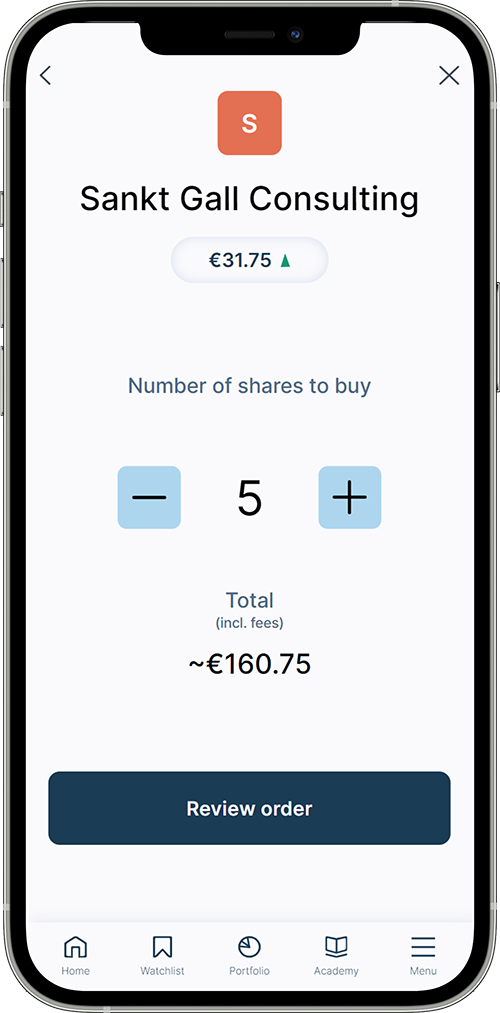 S
Sankt Gall Consulting
€31.75
Number of shares to buy
5
Total
(incl. fees)
~€160.75
Review order
Home Watchlist Portfolio Academy Menu